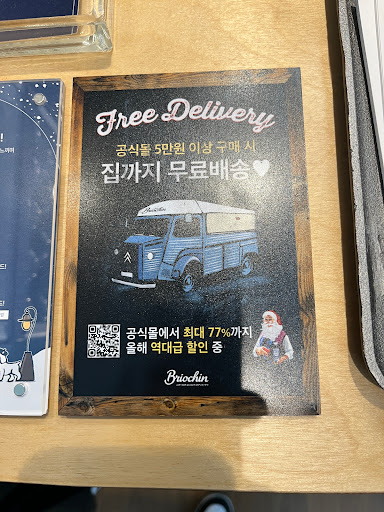 Free Delivery
공식몰 5만원 이상 구매 시
집까지 무료배송♥
Briochin
공식몰에서 최대 77%까지
올해 역대급 할인 중
Briochin